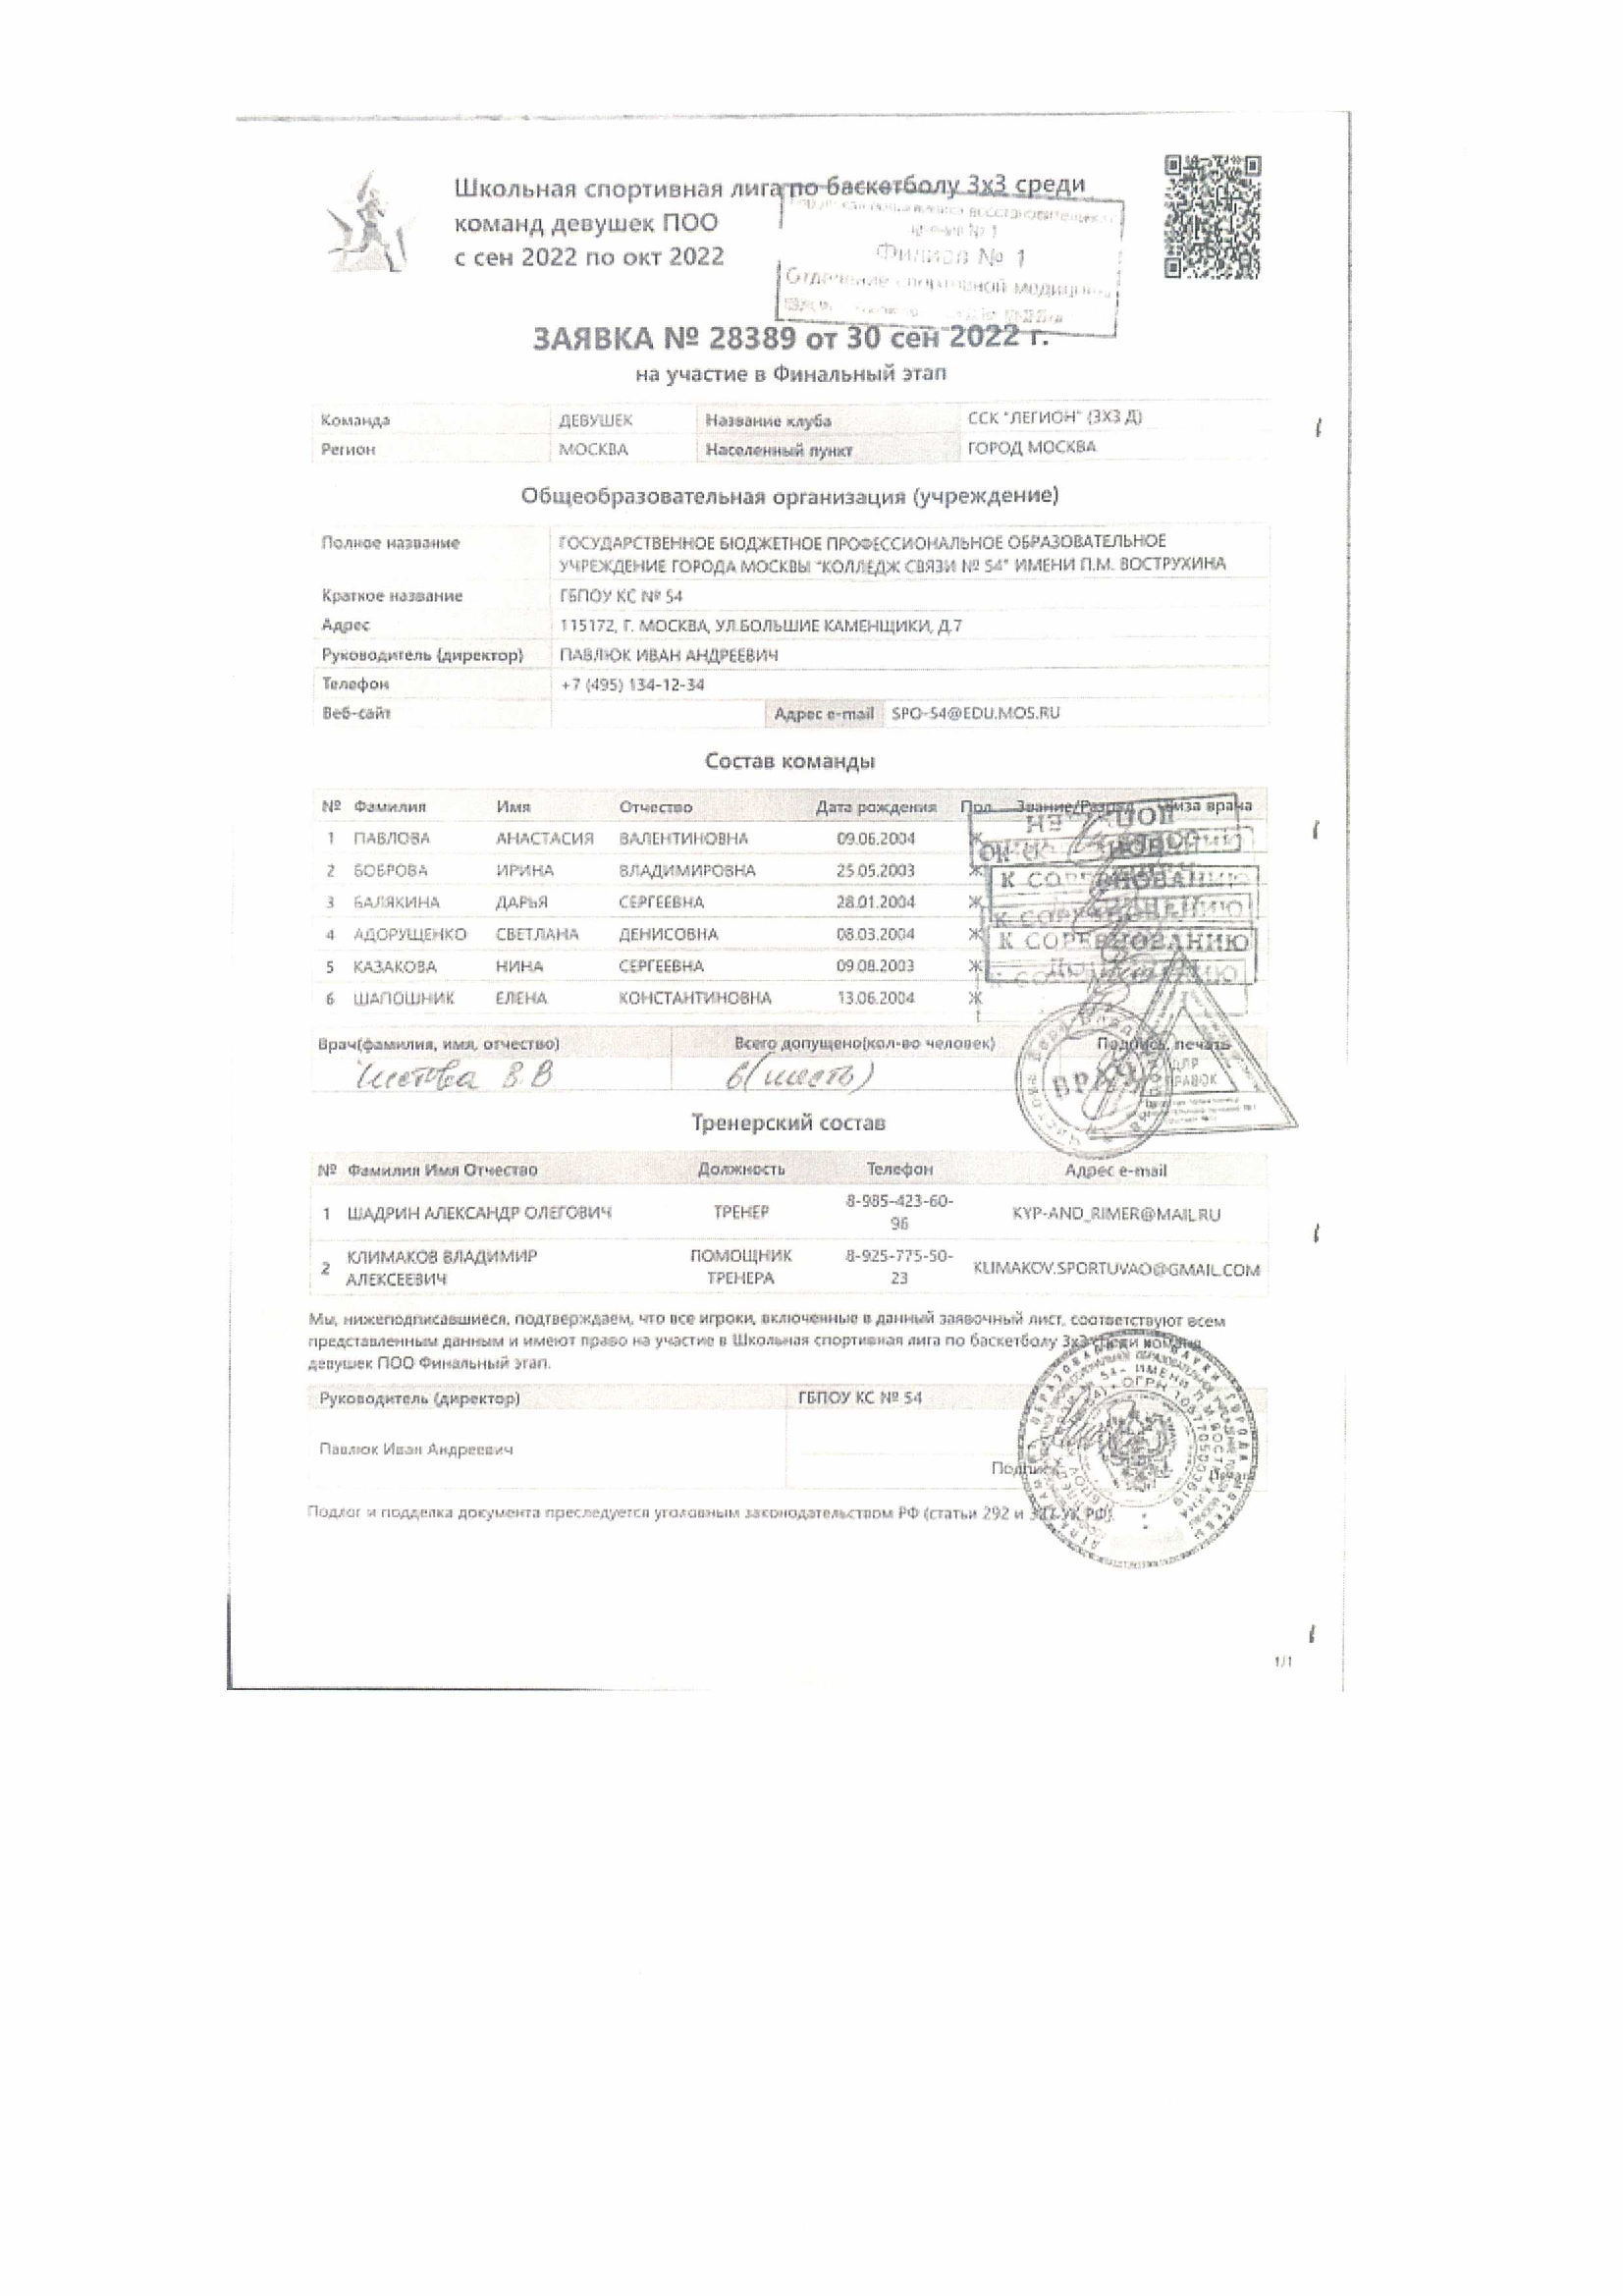 Школьная спортивная лига по баскетболу 3х3 среди
команд девушек ПОО
с сен 2022 по окт 2022
Филиал № 1
Отделение спортивной медицины
ЗАЯВКА № 28389 от 30 сен 2022 г.
на участие в Финальный этап
Команда ДЕВУШЕК Название клуба ССК "ЛЕГИОН" (3Х3 Д)
Регион МОСКВА Населенный пункт ГОРОД МОСКВА
Общеобразовательная организация (учреждение)
Полное название ГОСУДАРСТВЕННОЕ БЮДЖЕТНОЕ ПРОФЕССИОНАЛЬНОЕ ОБРАЗОВАТЕЛЬНОЕ
УЧРЕЖДЕНИЕ ГОРОДА МОСКВЫ "КОЛЛЕДЖ СВЯЗИ № 54" ИМЕНИ П.М. ВОСТРУХИНА
Краткое название ГБПОУ КС № 54
Адрес 115172, Г. МОСКВА, УЛ.БОЛЬШИЕ КАМЕНЩИКИ, Д.7
Руководитель (директор) ПАВЛЮК ИВАН АНДРЕЕВИЧ
Телефон +7 (495) 134-12-34
Веб-сайт Адрес e-mail SPO-54@EDU.MOS.RU
Состав команды
№ Фамилия Имя Отчество Дата рождения Пол Звание/Разряд Виза врача
1 ПАВЛОВА АНАСТАСИЯ ВАЛЕНТИНОВНА 09.06.2004 Ж
2 БОБРОВА ИРИНА ВЛАДИМИРОВНА 25.05.2003 Ж
К СОРЕВНОВАНИЮ
3 БАЛЯКИНА ДАРЬЯ СЕРГЕЕВНА 28.01.2004 Ж
К СОРЕВНОВАНИЮ
4 АДОРУЩЕНКО СВЕТЛАНА ДЕНИСОВНА 08.03.2004 Ж
К СОРЕВНОВАНИЮ
5 КАЗАКОВА НИНА СЕРГЕЕВНА 09.08.2003 Ж
К СОРЕВНОВАНИЮ
6 ШАПОШНИК ЕЛЕНА КОНСТАНТИНОВНА 13.06.2004 Ж
Врач(фамилия, имя, отчество) Всего допущено(кол-во человек) Подпись, печать
В.В 6 (шесть)
ВРАЧ
ДЛЯ
СПРАВОК
Тренерский состав
№ Фамилия Имя Отчество Должность Телефон Адрес e-mail
1 ШАДРИН АЛЕКСАНДР ОЛЕГОВИЧ ТРЕНЕР 8-985-423-60-96 KYP-AND_RIMER@MAIL.RU
2 КЛИМАКОВ ВЛАДИМИР АЛЕКСЕЕВИЧ ПОМОЩНИК ТРЕНЕРА 8-925-775-50-23 KLIMAKOV.SPORTUVAO@GMAIL.COM
Мы, нижеподписавшиеся, подтверждаем, что все игроки, включенные в данный заявочный лист, соответствуют всем
представленным данным и имеют право на участие в Школьная спортивная лига по баскетболу 3х3 среди команд
девушек ПОО Финальный этап.
Руководитель (директор) ГБПОУ КС № 54
Павлюк Иван Андреевич
Подпись Печать
Подлог и подделка документа преследуется уголовным законодательством РФ (статьи 292 и 327 УК РФ).
1/1